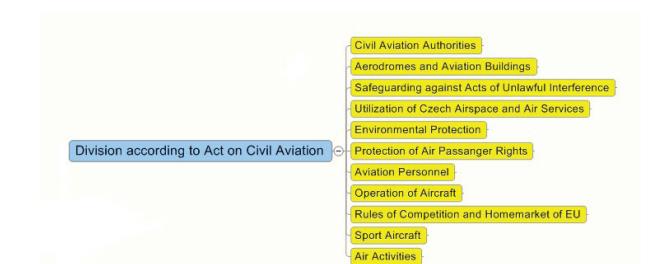 Civil Aviation Authorities
Aerodromes and Aviation Buildings
Safeguarding against Acts of Unlawful Interference
Utilization of Czech Airspace and Air Services
Environmental Protection
Division according to Act on Civil Aviation
Protection of Air Passanger Rights
Aviation Personnel
Operation of Aircraft
Rules of Competition and Homemarket of EU
Sport Aircraft
Air Activities